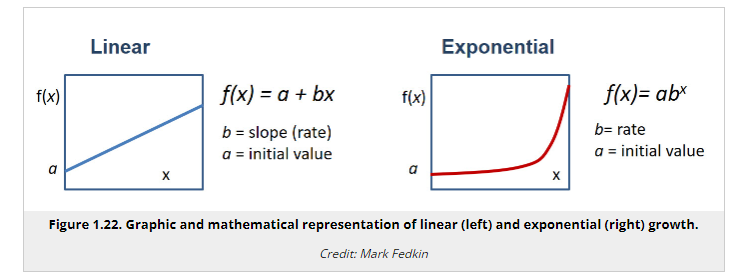 Linear
f(x)
a
x
f(x) = a + bx
b = slope (rate)
a = initial value
Exponential
f(x)
a
x
f(x)= abˣ
b= rate
a = initial value
Figure 1.22. Graphic and mathematical representation of linear (left) and exponential (right) growth.
Credit: Mark Fedkin